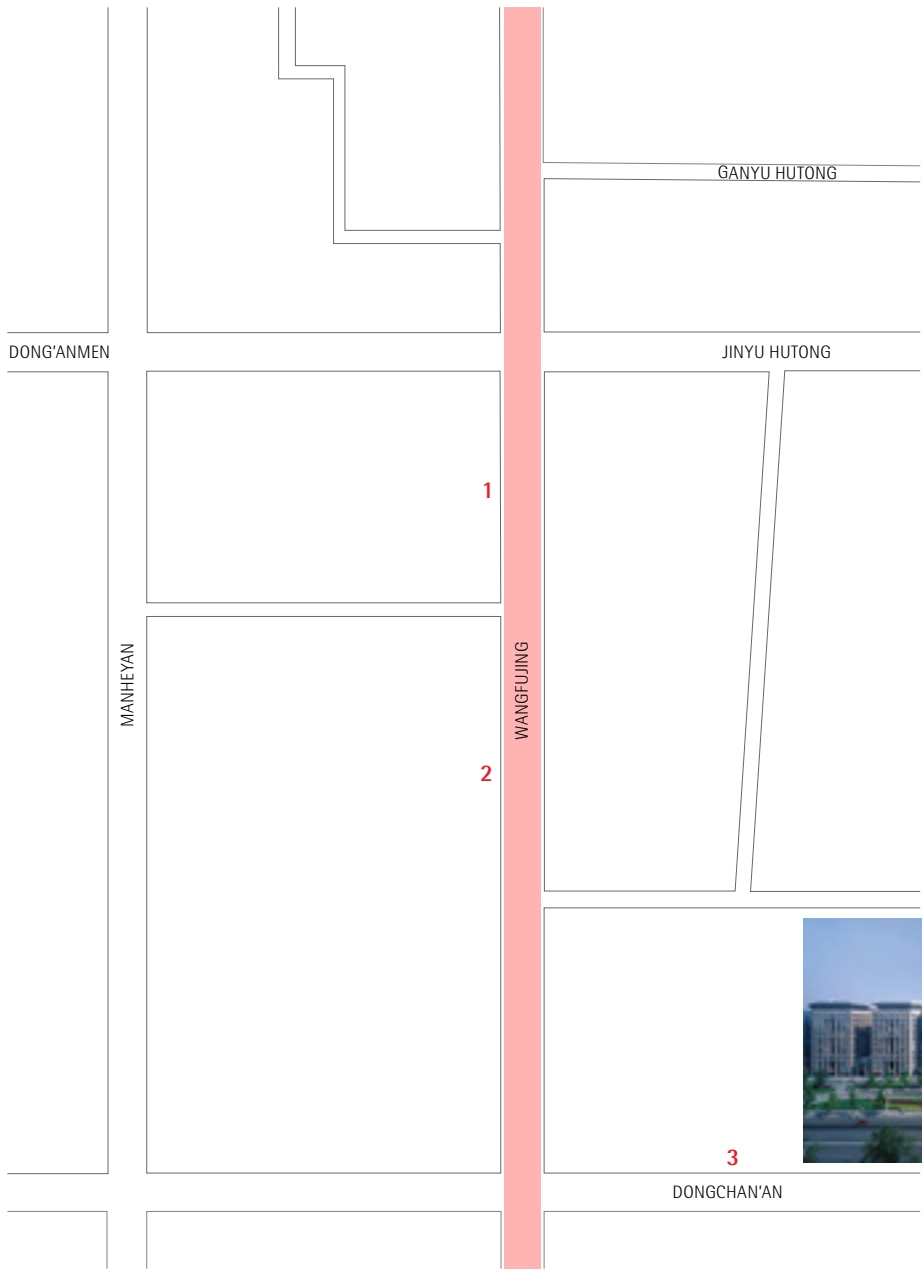 GANYU HUTONG
DONG'ANMEN
JINYU HUTONG
1
MANHEYAN
WANGFUJING
2
3
DONGCHAN'AN